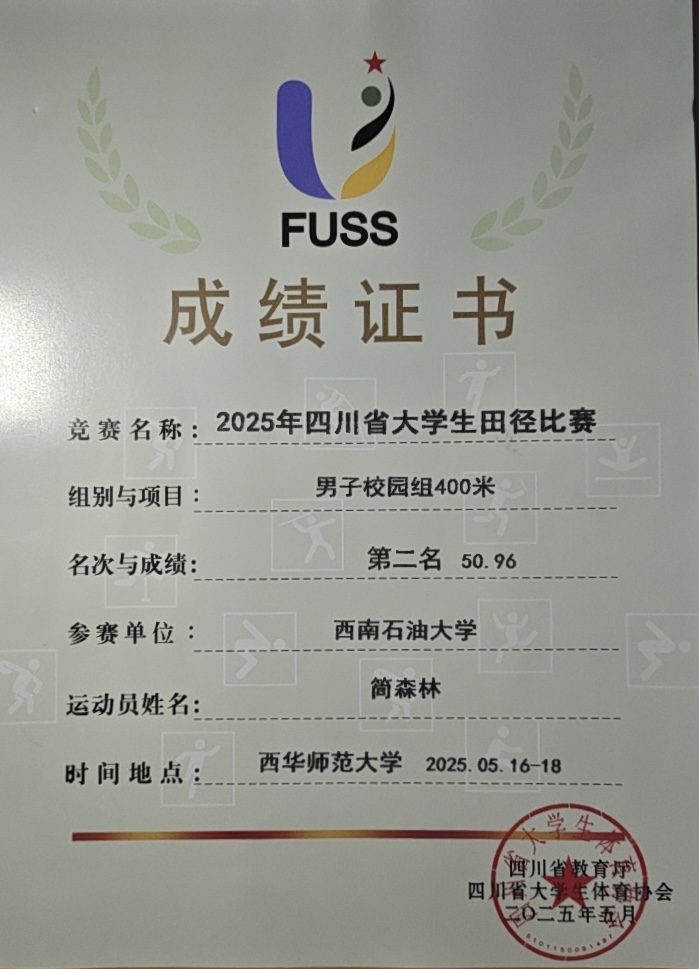 FUSS
成绩证书
竞赛名称：2025年四川省大学生田径比赛
组别与项目：男子校园组400米
名次与成绩：第二名 50.96
参赛单位：西南石油大学
运动员姓名：简森林
时间地点：西华师范大学 2025.05.16-18
四川省教育厅
四川省大学生体育协会
二〇二五年五月